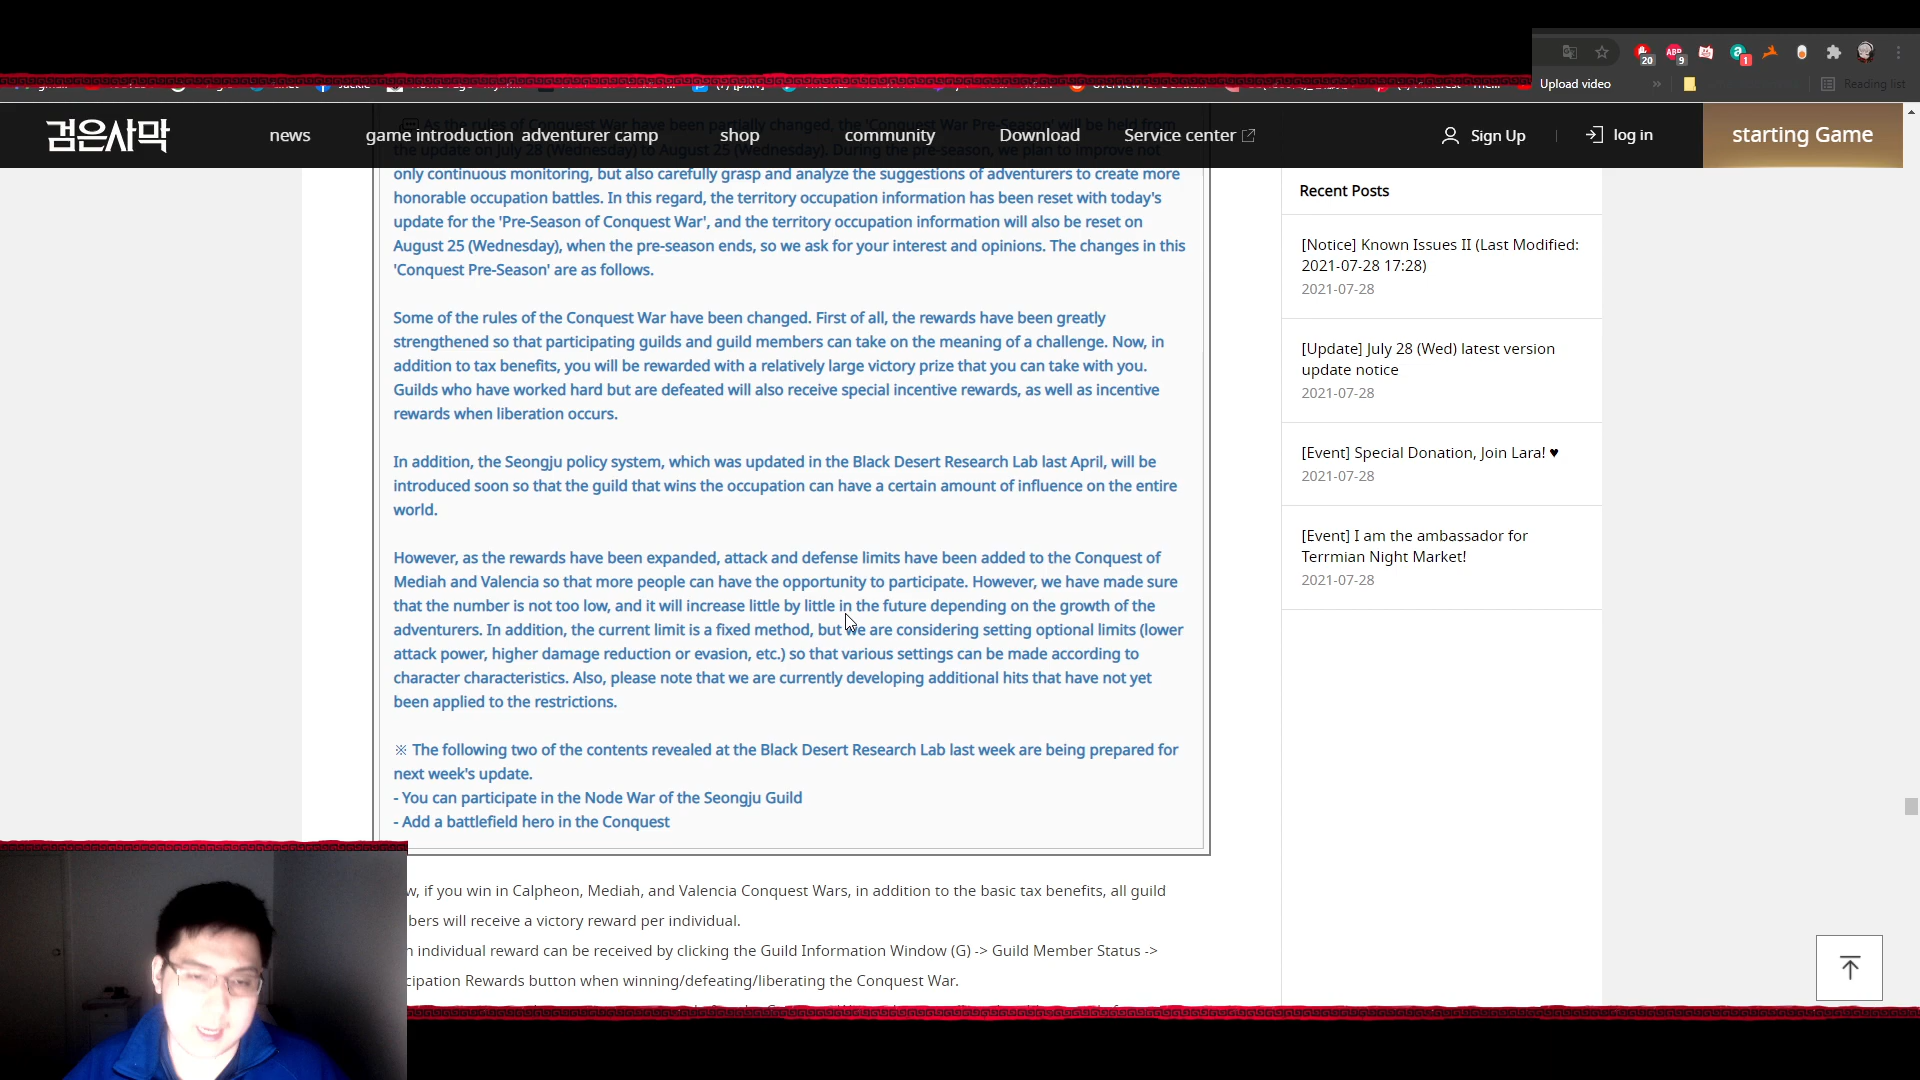 20
9
1
Upload video
Reading list
검은사막
news
game introduction
adventurer camp
shop
community
Download
Service center
Sign Up
log in
starting Game
As the rules of Conquest War have been partially changed, the 'Conquest War Pre-Season' will be held from
the update on July 28 (Wednesday) to August 25 (Wednesday). During the pre-season, we plan to improve not
only continuous monitoring, but also carefully grasp and analyze the suggestions of adventurers to create more
honorable occupation battles. In this regard, the territory occupation information has been reset with today's
update for the 'Pre-Season of Conquest War', and the territory occupation information will also be reset on
August 25 (Wednesday), when the pre-season ends, so we ask for your interest and opinions. The changes in this
'Conquest Pre-Season' are as follows.
Some of the rules of the Conquest War have been changed. First of all, the rewards have been greatly
strengthened so that participating guilds and guild members can take on the meaning of a challenge. Now, in
addition to tax benefits, you will be rewarded with a relatively large victory prize that you can take with you.
Guilds who have worked hard but are defeated will also receive special incentive rewards, as well as incentive
rewards when liberation occurs.
In addition, the Seongju policy system, which was updated in the Black Desert Research Lab last April, will be
introduced soon so that the guild that wins the occupation can have a certain amount of influence on the entire
world.
However, as the rewards have been expanded, attack and defense limits have been added to the Conquest of
Mediah and Valencia so that more people can have the opportunity to participate. However, we have made sure
that the number is not too low, and it will increase little by little in the future depending on the growth of the
adventurers. In addition, the current limit is a fixed method, but we are considering setting optional limits (lower
attack power, higher damage reduction or evasion, etc.) so that various settings can be made according to
character characteristics. Also, please note that we are currently developing additional hits that have not yet
been applied to the restrictions.
※ The following two of the contents revealed at the Black Desert Research Lab last week are being prepared for
next week's update.
- You can participate in the Node War of the Seongju Guild
- Add a battlefield hero in the Conquest
w, if you win in Calpheon, Mediah, and Valencia Conquest Wars, in addition to the basic tax benefits, all guild
bers will receive a victory reward per individual.
n individual reward can be received by clicking the Guild Information Window (G) -> Guild Member Status ->
cipation Rewards button when winning/defeating/liberating the Conquest War.
Recent Posts
[Notice] Known Issues II (Last Modified:
2021-07-28 17:28)
2021-07-28
[Update] July 28 (Wed) latest version
update notice
2021-07-28
[Event] Special Donation, Join Lara! ♥
2021-07-28
[Event] I am the ambassador for
Terrmian Night Market!
2021-07-28